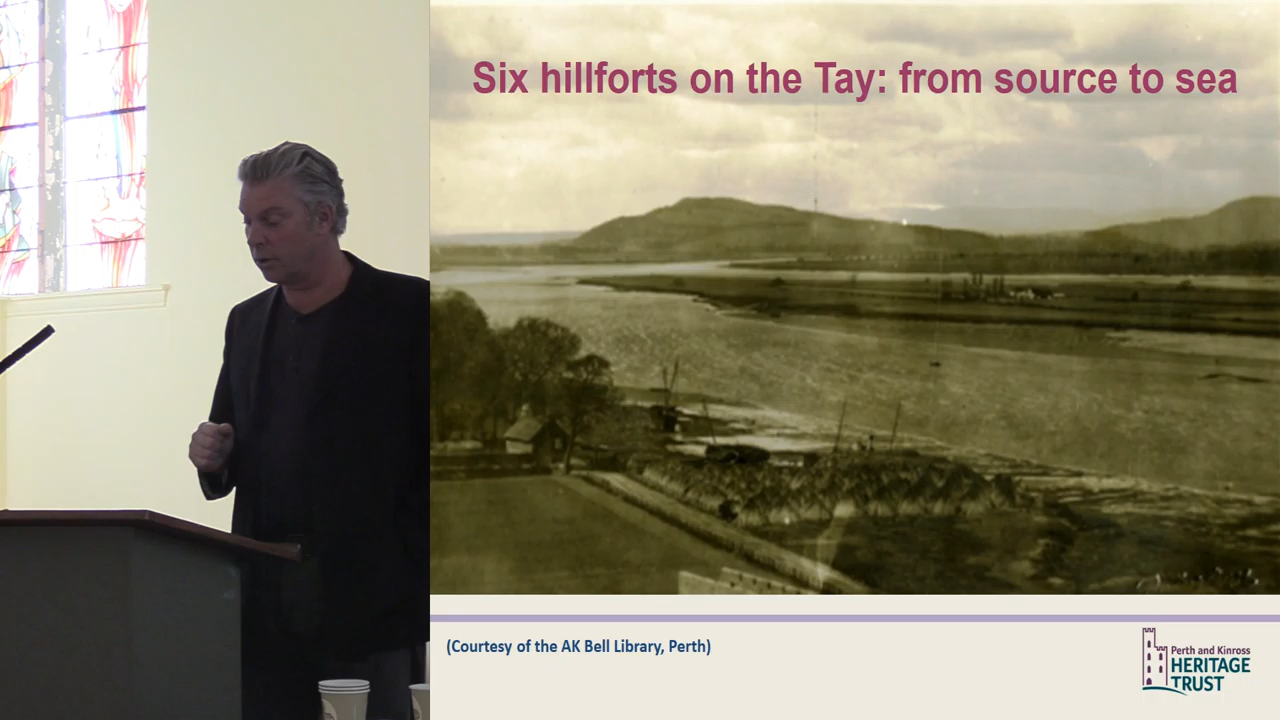 Six hillforts on the Tay: from source to sea
(Courtesy of the AK Bell Library, Perth)
Perth and Kinross
HERITAGE
TRUST